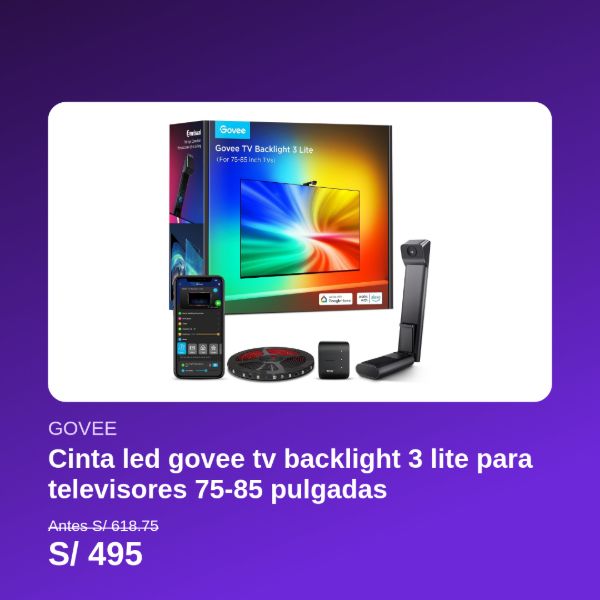 Govee
Govee TV Backlight 3 Lite
(For 75-85 Inch TVs)
GOVEE
Cinta led govee tv backlight 3 lite para
televisores 75-85 pulgadas
Antes S/ 618.75
S/ 495